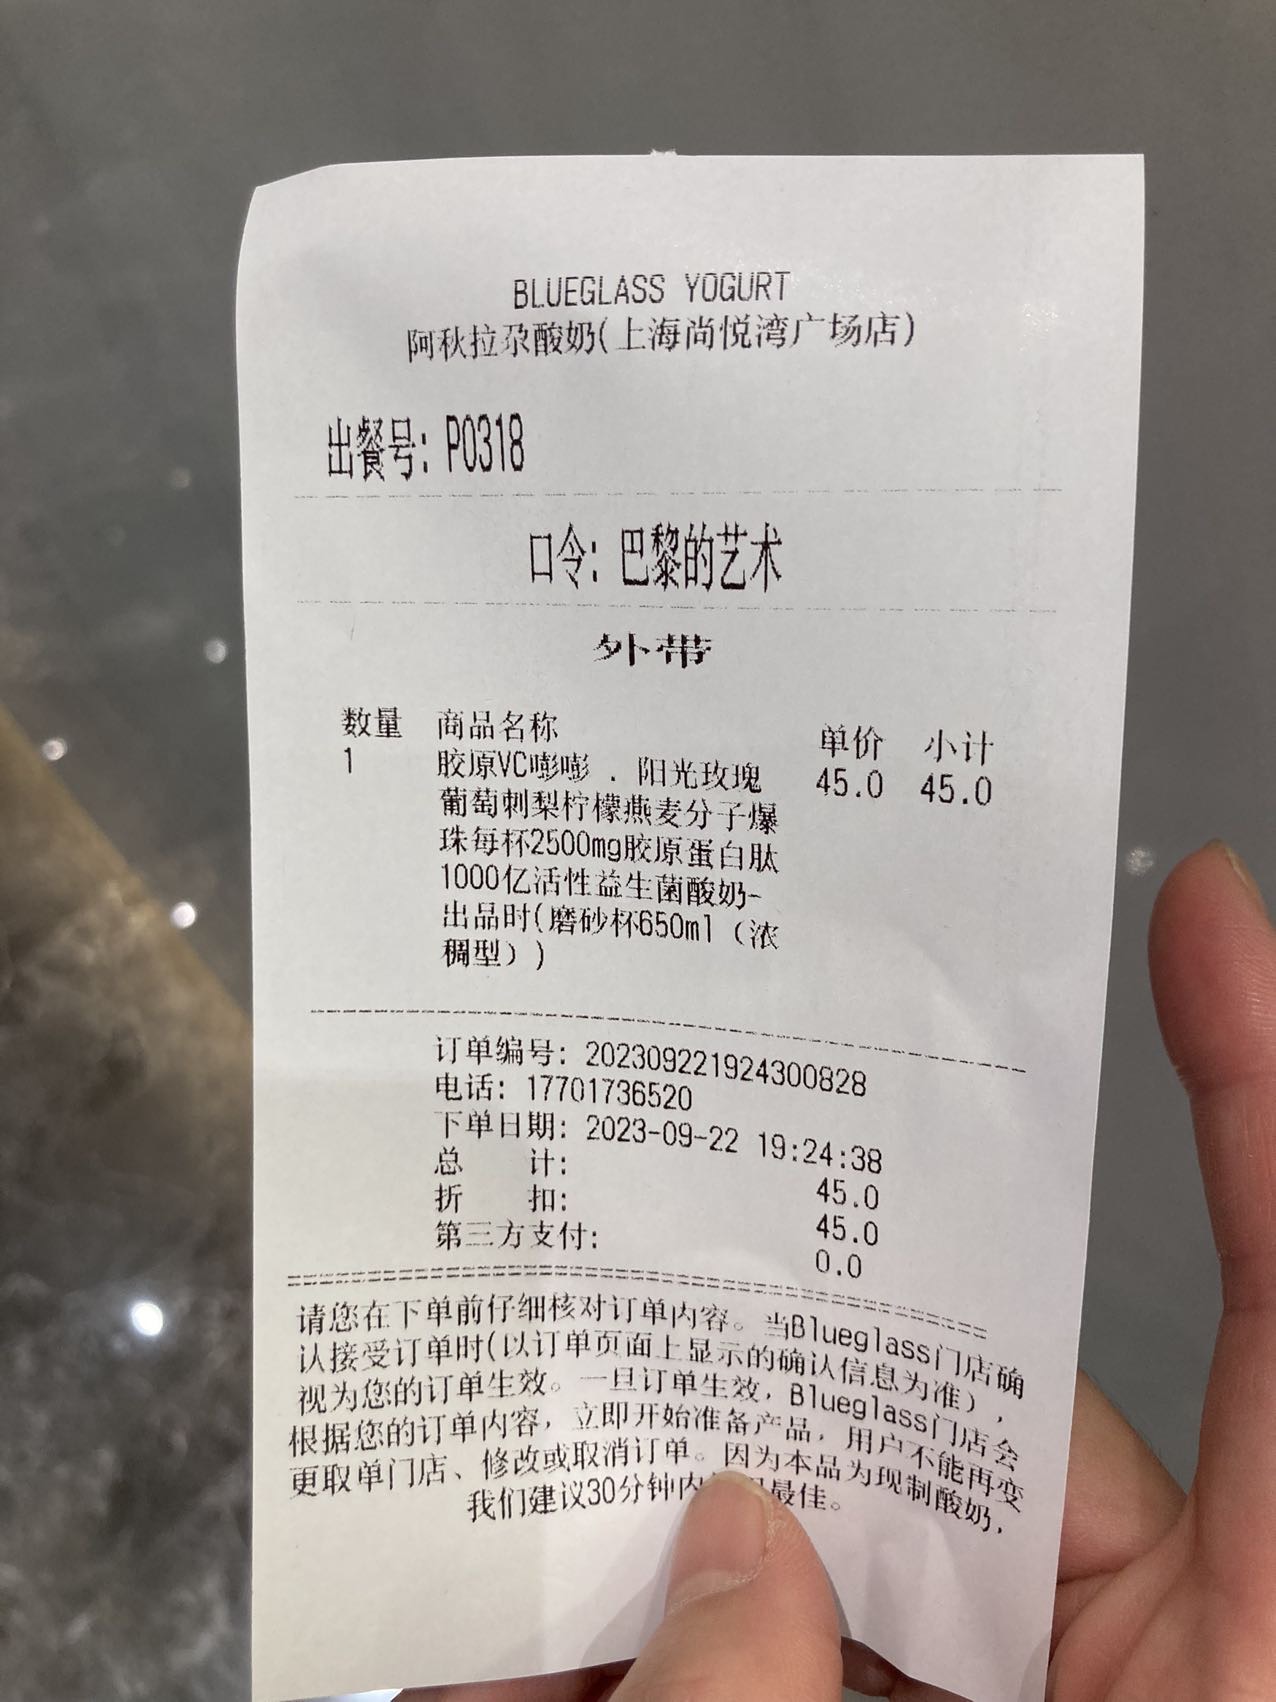 BLUEGLASS YOGURT
阿秋拉尕酸奶(上海尚悦湾广场店)
出餐号: P0318
口令: 巴黎的艺术
外带
数量 商品名称 单价 小计
1 胶原VC嘭嘭 . 阳光玫瑰 45.0 45.0
葡萄刺梨柠檬燕麦分子爆
珠每杯2500mg胶原蛋白肽
1000亿活性益生菌酸奶-
出品时(磨砂杯650ml（浓
稠型）)
订单编号: 202309221924300828
电话: 17701736520
下单日期: 2023-09-22 19:24:38
总 计: 45.0
折 扣: 45.0
第三方支付: 0.0
请您在下单前仔细核对订单内容。当Blueglass门店确
认接受订单时(以订单页面上显示的确认信息为准),
视为您的订单生效。一旦订单生效, Blueglass门店会
根据您的订单内容, 立即开始准备产品, 用户不能再变
更取单门店、修改或取消订单。因为本品为现制酸奶,
我们建议30分钟内 最佳。